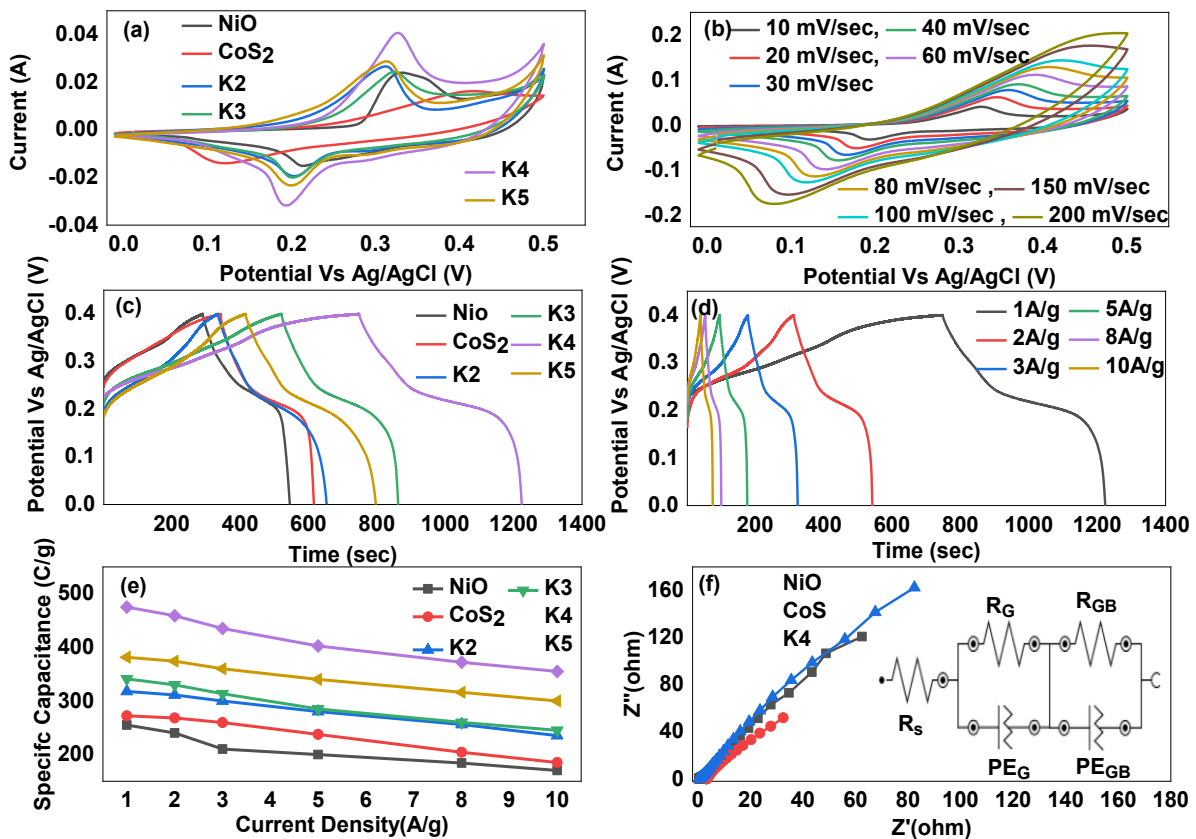 (a)
NiO
CoS2
K2
K3
K4
K5
0.04
0.02
0.00
-0.02
-0.04
Current (A)
0.0 0.1 0.2 0.3 0.4 0.5
Potential Vs Ag/AgCl (V)
(b)
10 mV/sec, 40 mV/sec
20 mV/sec, 60 mV/sec
30 mV/sec
80 mV/sec , 150 mV/sec
100 mV/sec , 200 mV/sec
0.2
0.1
0.0
-0.1
-0.2
Current (A)
0.0 0.1 0.2 0.3 0.4 0.5
Potential Vs Ag/AgCl (V)
(c)
Nio
CoS2
K2
K3
K4
K5
0.4
0.3
0.2
0.1
0.0
Potential Vs Ag/AgCl (V)
200 400 600 800 1000 1200 1400
Time (sec)
(d)
1A/g 5A/g
2A/g 8A/g
3A/g 10A/g
0.4
0.3
0.2
0.1
0.0
Potential Vs Ag/AgCl (V)
200 400 600 800 1000 1200 1400
Time (sec)
(e)
NiO
CoS2
K2
K3
K4
K5
500
400
300
200
Specifc Capacitance (C/g)
1 2 3 4 5 6 7 8 9 10
Current Density(A/g)
(f)
NiO
CoS
K4
160
120
80
40
0
Z''(ohm)
0 20 40 60 80 100 120 140 160 180
Z'(ohm)
RG RGB
Rs
PEG PEGB